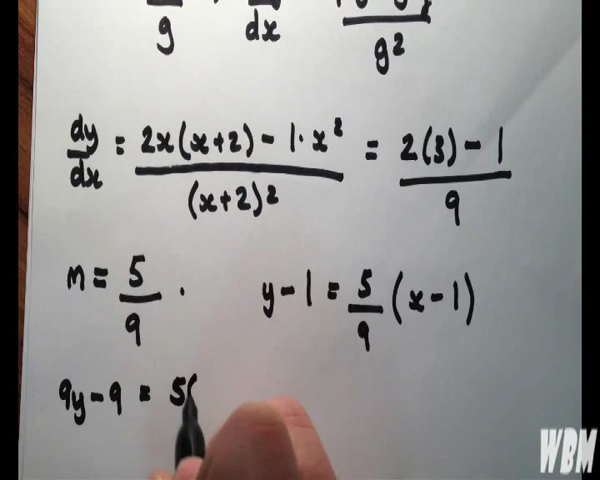 g dx g²
dy/dx = (2x(x+2) - 1·x²)/(x+2)² = (2(3) - 1)/9
m = 5/9 . y - 1 = 5/9 (x - 1)
9y - 9 = 5(
WBM